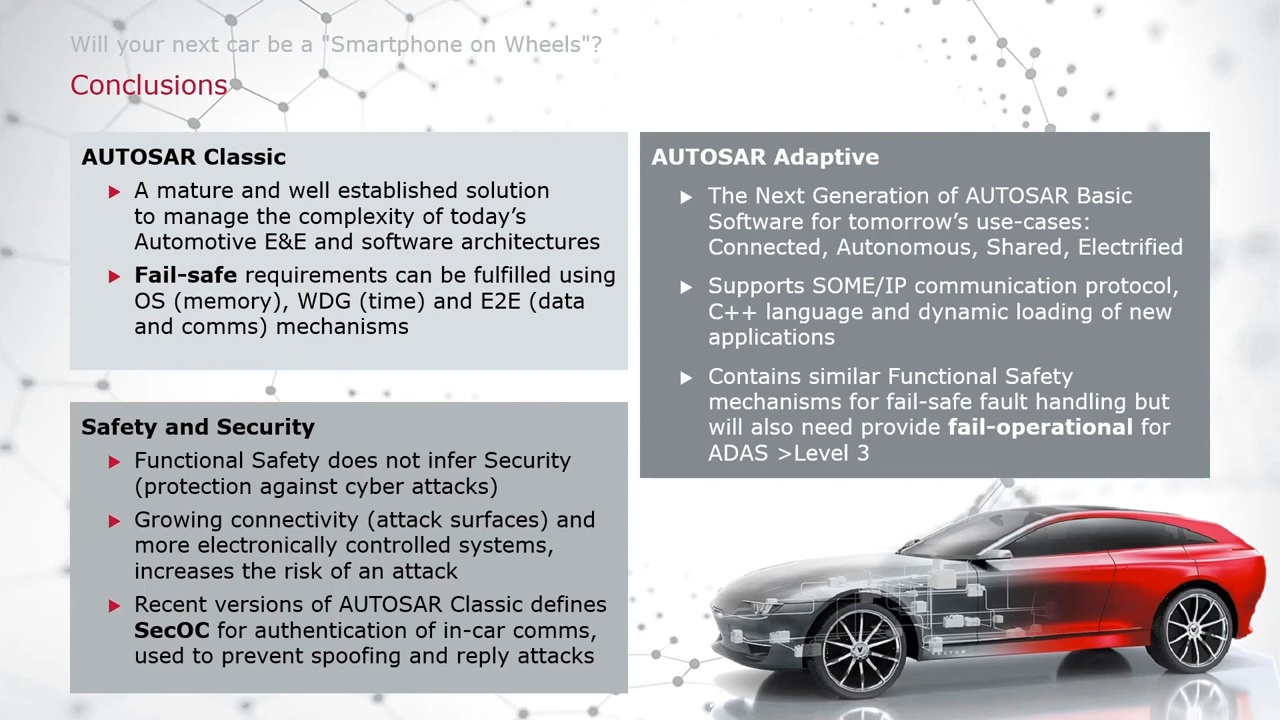 Will your next car be a "Smartphone on Wheels"?
Conclusions
AUTOSAR Classic
A mature and well established solution
to manage the complexity of today's
Automotive E&E and software architectures
Fail-safe requirements can be fulfilled using
OS (memory), WDG (time) and E2E (data
and comms) mechanisms
Safety and Security
Functional Safety does not infer Security
(protection against cyber attacks)
Growing connectivity (attack surfaces) and
more electronically controlled systems,
increases the risk of an attack
Recent versions of AUTOSAR Classic defines
SecOC for authentication of in-car comms,
used to prevent spoofing and reply attacks
AUTOSAR Adaptive
The Next Generation of AUTOSAR Basic
Software for tomorrow's use-cases:
Connected, Autonomous, Shared, Electrified
Supports SOME/IP communication protocol,
C++ language and dynamic loading of new
applications
Contains similar Functional Safety
mechanisms for fail-safe fault handling but
will also need provide fail-operational for
ADAS >Level 3
VECTOR